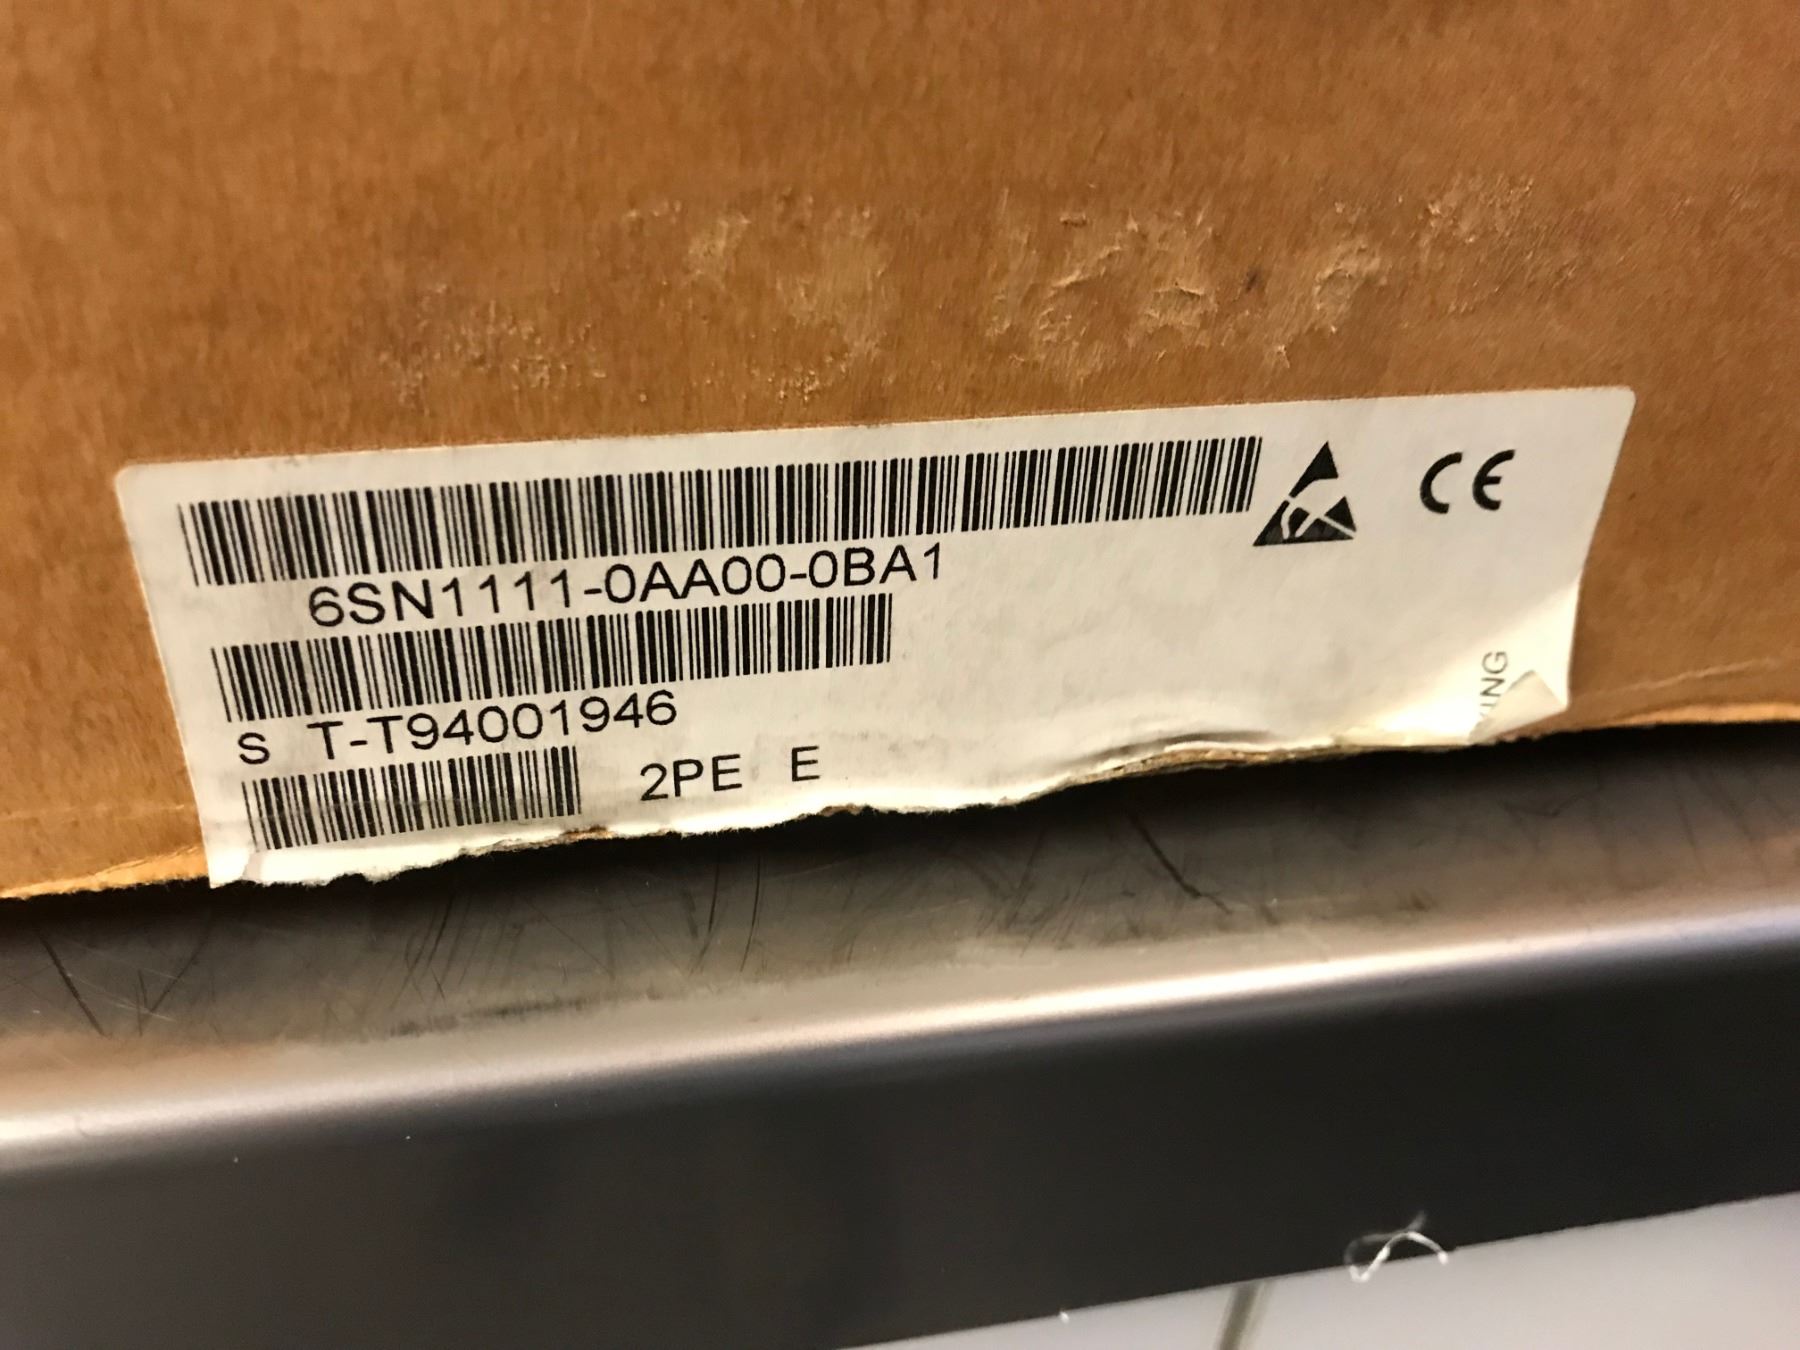 6SN1111-0AA00-0BA1
CE
S T-T94001946
2PE E